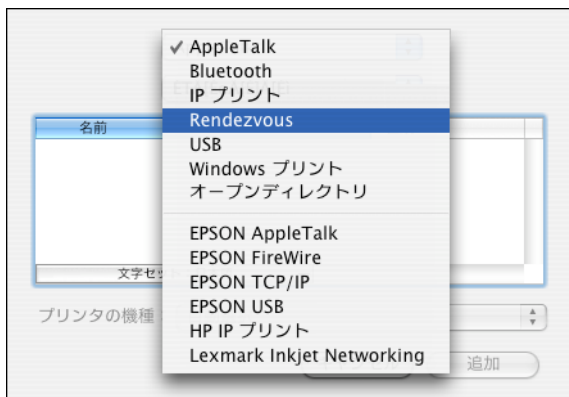 ✓ AppleTalk
Bluetooth
IP プリント
Rendezvous
名前
USB
Windows プリント
オープンディレクトリ
EPSON AppleTalk
EPSON FireWire
文字セ
EPSON TCP/IP
EPSON USB
プリンタの機種
HP IP プリント
Lexmark Inkjet Networking
追加